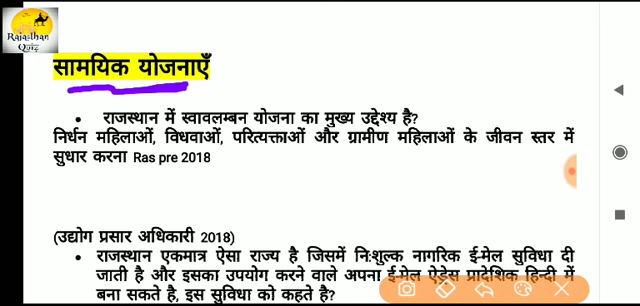 Rajasthan
Quiz
सामयिक योजनाएँ
• राजस्थान में स्वावलम्बन योजना का मुख्य उद्देश्य है?
निर्धन महिलाओं, विधवाओं, परित्यक्ताओं और ग्रामीण महिलाओं के जीवन स्तर में
सुधार करना Ras pre 2018
(उद्योग प्रसार अधिकारी 2018)
• राजस्थान एकमात्र ऐसा राज्य है जिसमें नि:शुल्क नागरिक ई-मेल सुविधा दी
जाती है और इसका उपयोग करने वाले अपना ई-मेल ऐड्रेस प्रादेशिक हिन्दी में
बना सकते है, इस सुविधा को कहते है?